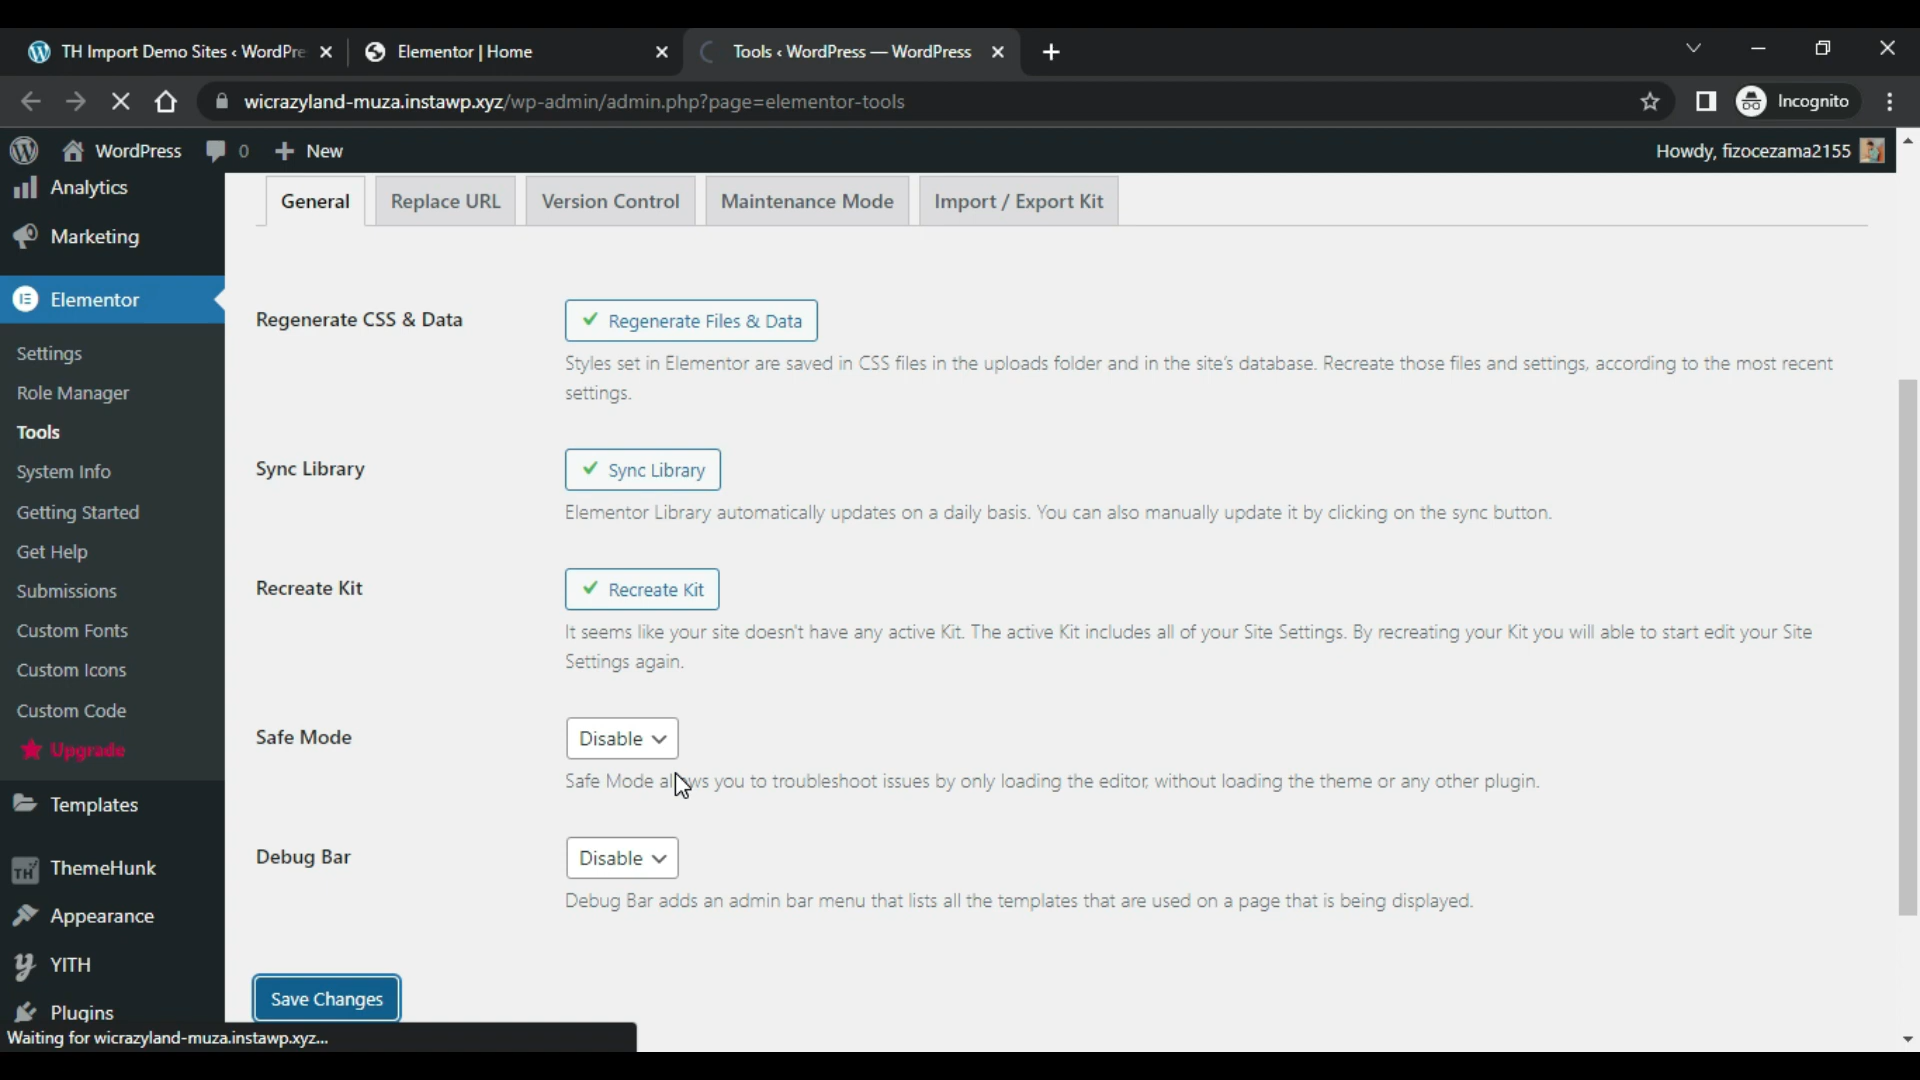 TH Import Demo Sites ‹ WordPre
Elementor | Home
Tools ‹ WordPress — WordPress
wicrazyland-muza.instawp.xyz/wp-admin/admin.php?page=elementor-tools
Incognito
WordPress
0
New
Howdy, fizocezama2155
Analytics
Marketing
Elementor
Settings
Role Manager
Tools
System Info
Getting Started
Get Help
Submissions
Custom Fonts
Custom Icons
Custom Code
Upgrade
Templates
TH
ThemeHunk
Appearance
YITH
Plugins
General
Replace URL
Version Control
Maintenance Mode
Import / Export Kit
Regenerate CSS & Data
Regenerate Files & Data
Styles set in Elementor are saved in CSS files in the uploads folder and in the site's database. Recreate those files and settings, according to the most recent
settings.
Sync Library
Sync Library
Elementor Library automatically updates on a daily basis. You can also manually update it by clicking on the sync button.
Recreate Kit
Recreate Kit
It seems like your site doesn't have any active Kit. The active Kit includes all of your Site Settings. By recreating your Kit you will able to start edit your Site
Settings again.
Safe Mode
Disable
Safe Mode allows you to troubleshoot issues by only loading the editor, without loading the theme or any other plugin.
Debug Bar
Disable
Debug Bar adds an admin bar menu that lists all the templates that are used on a page that is being displayed.
Save Changes
Waiting for wicrazyland-muza.instawp.xyz...